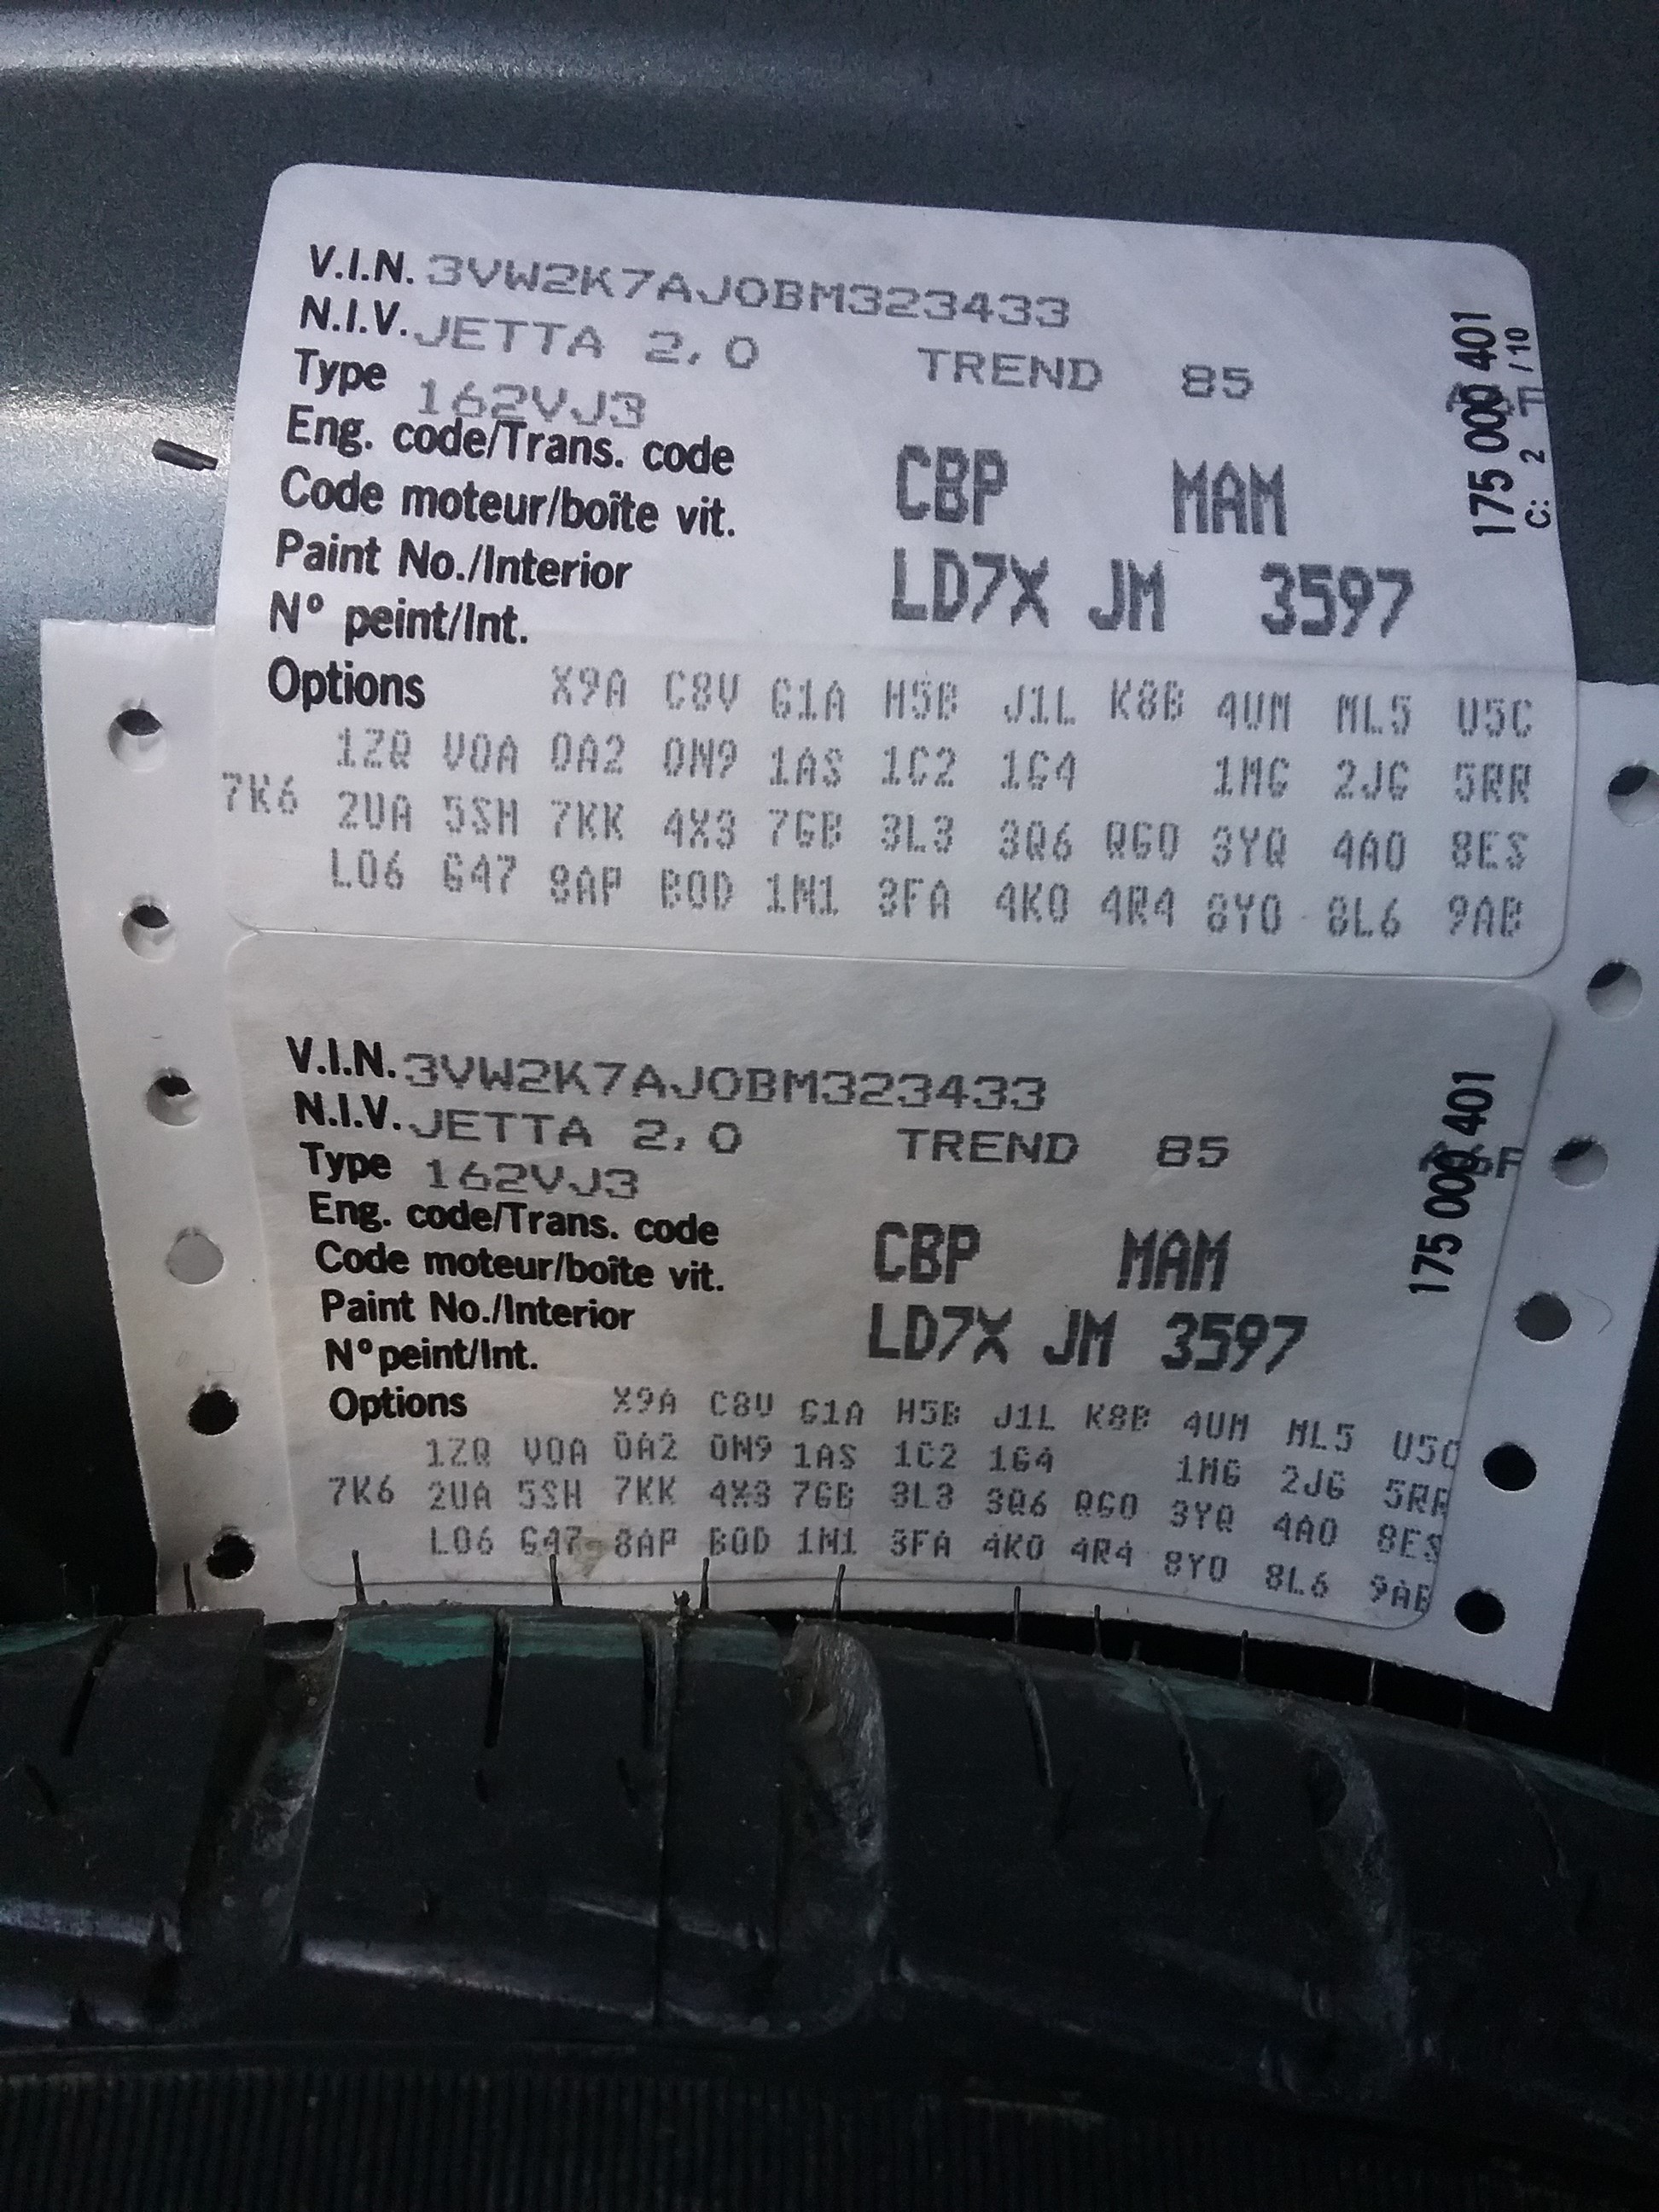 V.I.N. 3VW2K7AJ0BM323433
N.I.V. JETTA 2,0 TREND 85
Type 162VJ3
Eng. code/Trans. code
Code moteur/boîte vit. CBP MAM
Paint No./Interior
N° peint/Int. LD7X JM 3597
Options X9A C8V G1A H5B J1L K8B 4UM ML5 U5C
1ZQ V0A 0A2 0N9 1AS 1C2 1G4 1MG 2JG 5RR
7K6 2UA 5SH 7KK 4X3 7GB 3L3 3Q6 QG0 3YQ 4A0 8ES
L06 G47 8AP B0D 1N1 3FA 4K0 4R4 8Y0 8L6 9AB
175 000 401
C: 2 /10
V.I.N. 3VW2K7AJ0BM323433
N.I.V. JETTA 2,0 TREND 85
Type 162VJ3
Eng. code/Trans. code
Code moteur/boîte vit. CBP MAM
Paint No./Interior
N° peint/Int. LD7X JM 3597
Options X9A C8V G1A H5B J1L K8B 4UM ML5 U5C
1ZQ V0A 0A2 0N9 1AS 1C2 1G4 1MG 2JG 5RR
7K6 2UA 5SH 7KK 4X3 7GB 3L3 3Q6 QG0 3YQ 4A0 8ES
L06 G47 8AP B0D 1N1 3FA 4K0 4R4 8Y0 8L6 9AB
175 000 401